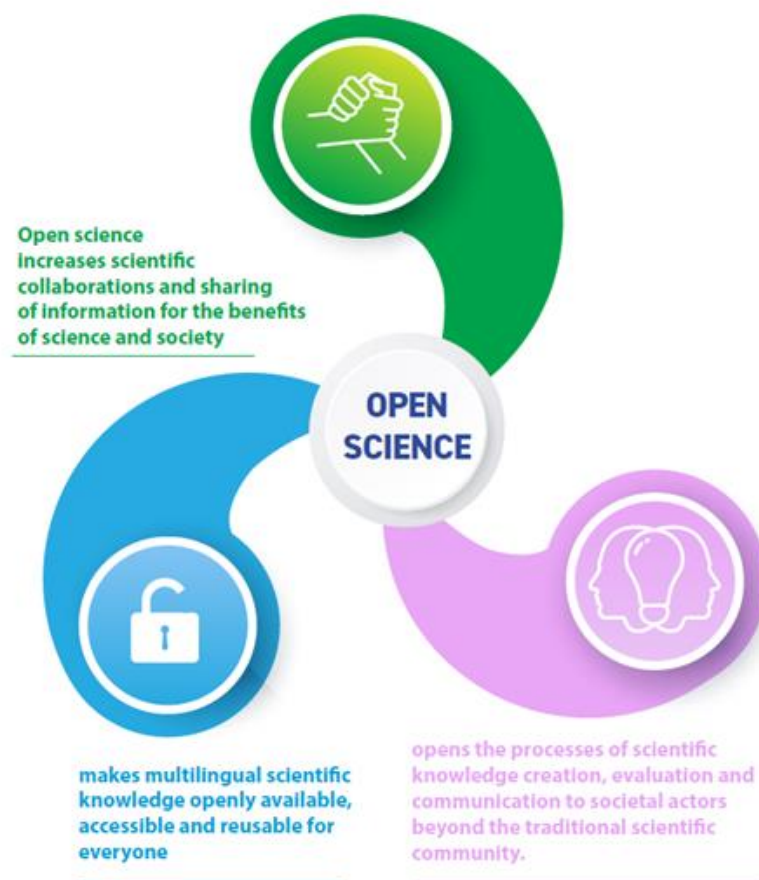 Open science
increases scientific
collaborations and sharing
of information for the benefits
of science and society
OPEN
SCIENCE
makes multilingual scientific
knowledge openly available,
accessible and reusable for
everyone
opens the processes of scientific
knowledge creation, evaluation and
communication to societal actors
beyond the traditional scientific
community.